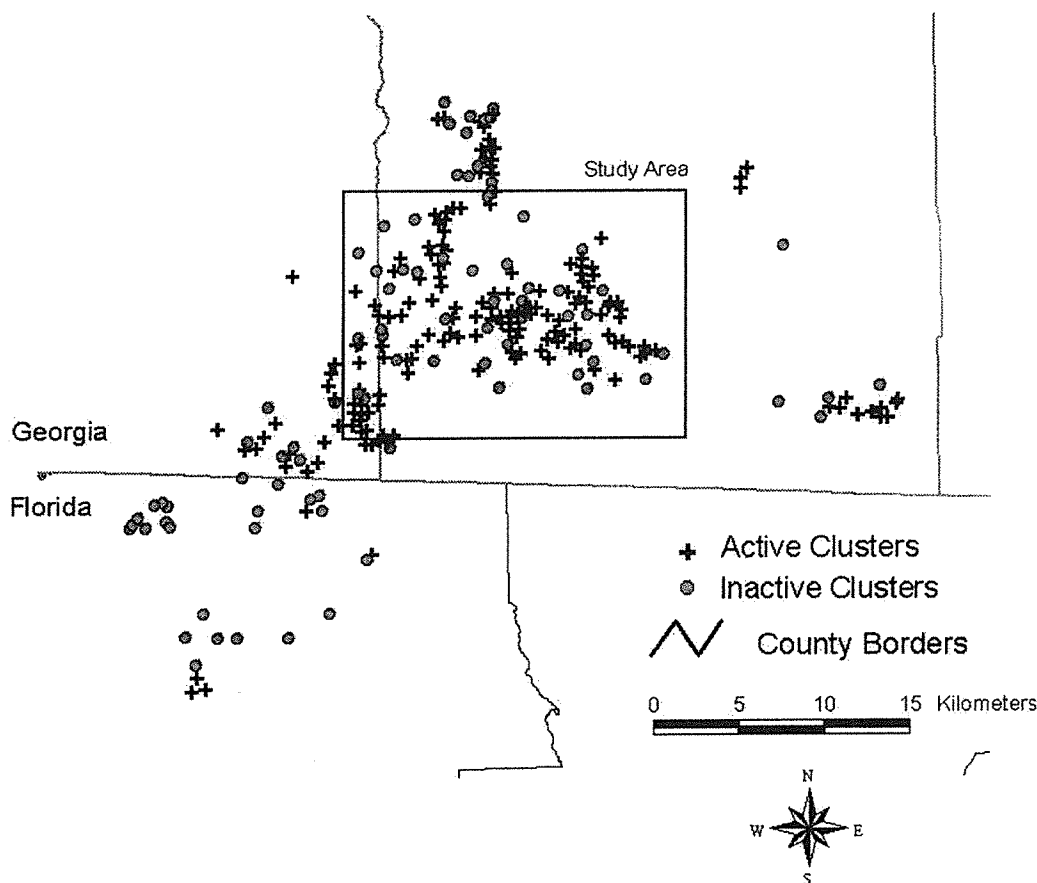 Study Area
Georgia
Florida
Active Clusters
Inactive Clusters
County Borders
0 5 10 15 Kilometers
N
W E
S